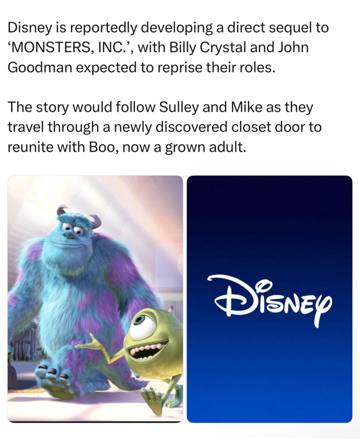 Disney is reportedly developing a direct sequel to
‘MONSTERS, INC.’, with Billy Crystal and John
Goodman expected to reprise their roles.
The story would follow Sulley and Mike as they
travel through a newly discovered closet door to
reunite with Boo, now a grown adult.
Disney